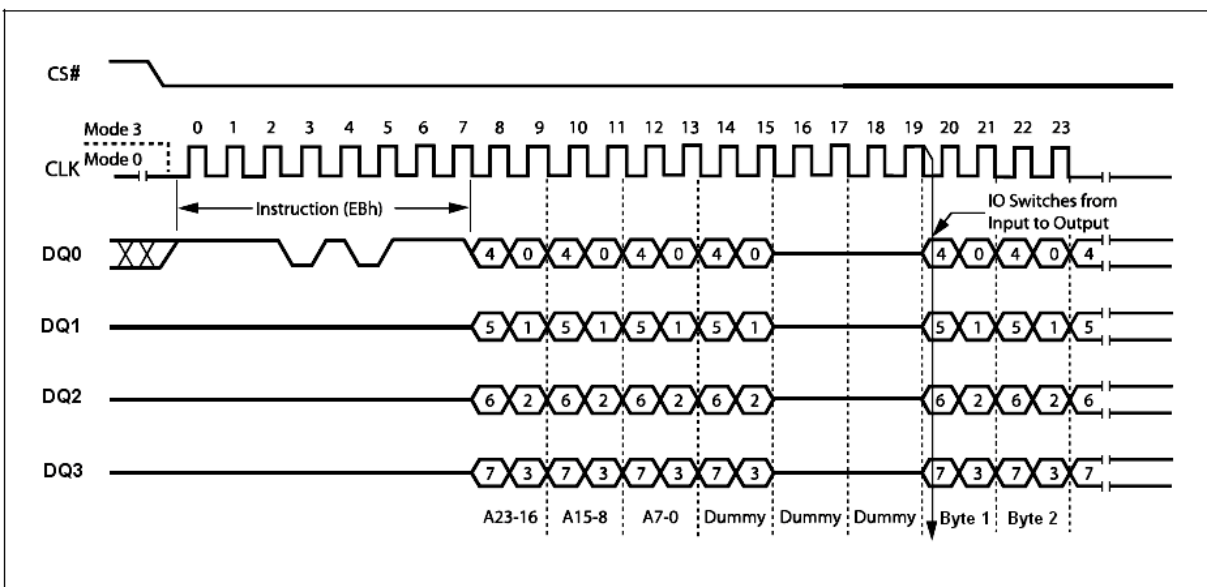 CS#
Mode 3
0 1 2 3 4 5 6 7 8 9 10 11 12 13 14 15 16 17 18 19 20 21 22 23
CLK Mode 0
Instruction (EBh)
IO Switches from
Input to Output
DQ0 4 0 4 0 4 0 4 0 4 0 4 0 4
DQ1 5 1 5 1 5 1 5 1 5 1 5 1 5
DQ2 6 2 6 2 6 2 6 2 6 2 6 2 6
DQ3 7 3 7 3 7 3 7 3 7 3 7 3 7
A23-16 A15-8 A7-0 Dummy Dummy Dummy Byte 1 Byte 2